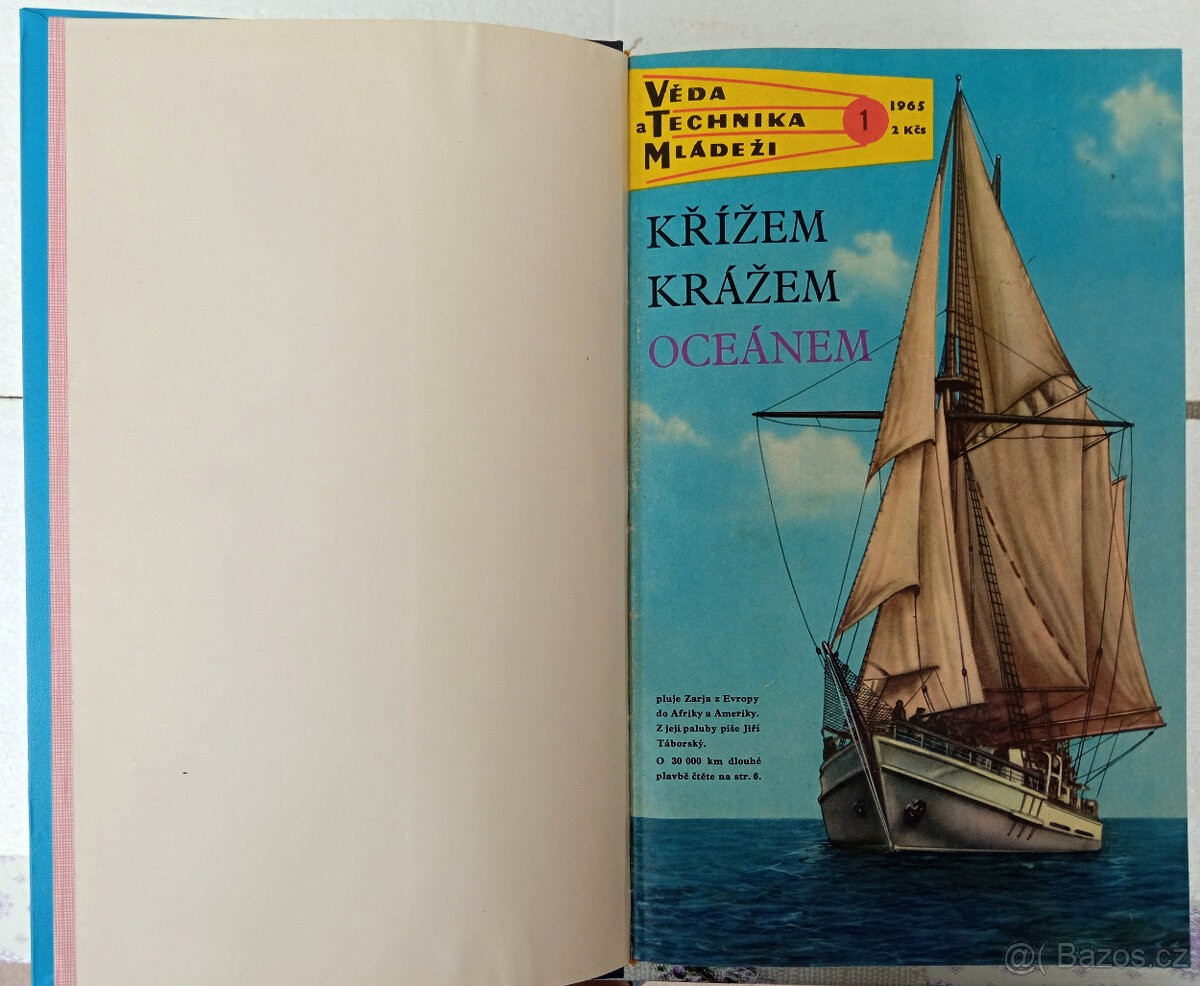 VĚDA
a TECHNIKA
MLÁDEŽI
1
1965
2 Kčs
KŘÍŽEM
KRÁŽEM
OCEÁNEM
pluje Zarja z Evropy
do Afriky a Ameriky.
Z její paluby píše Jiří
Táborský.
O 30 000 km dlouhé
plavbě čtěte na str. 6.
@( Bazos.cz